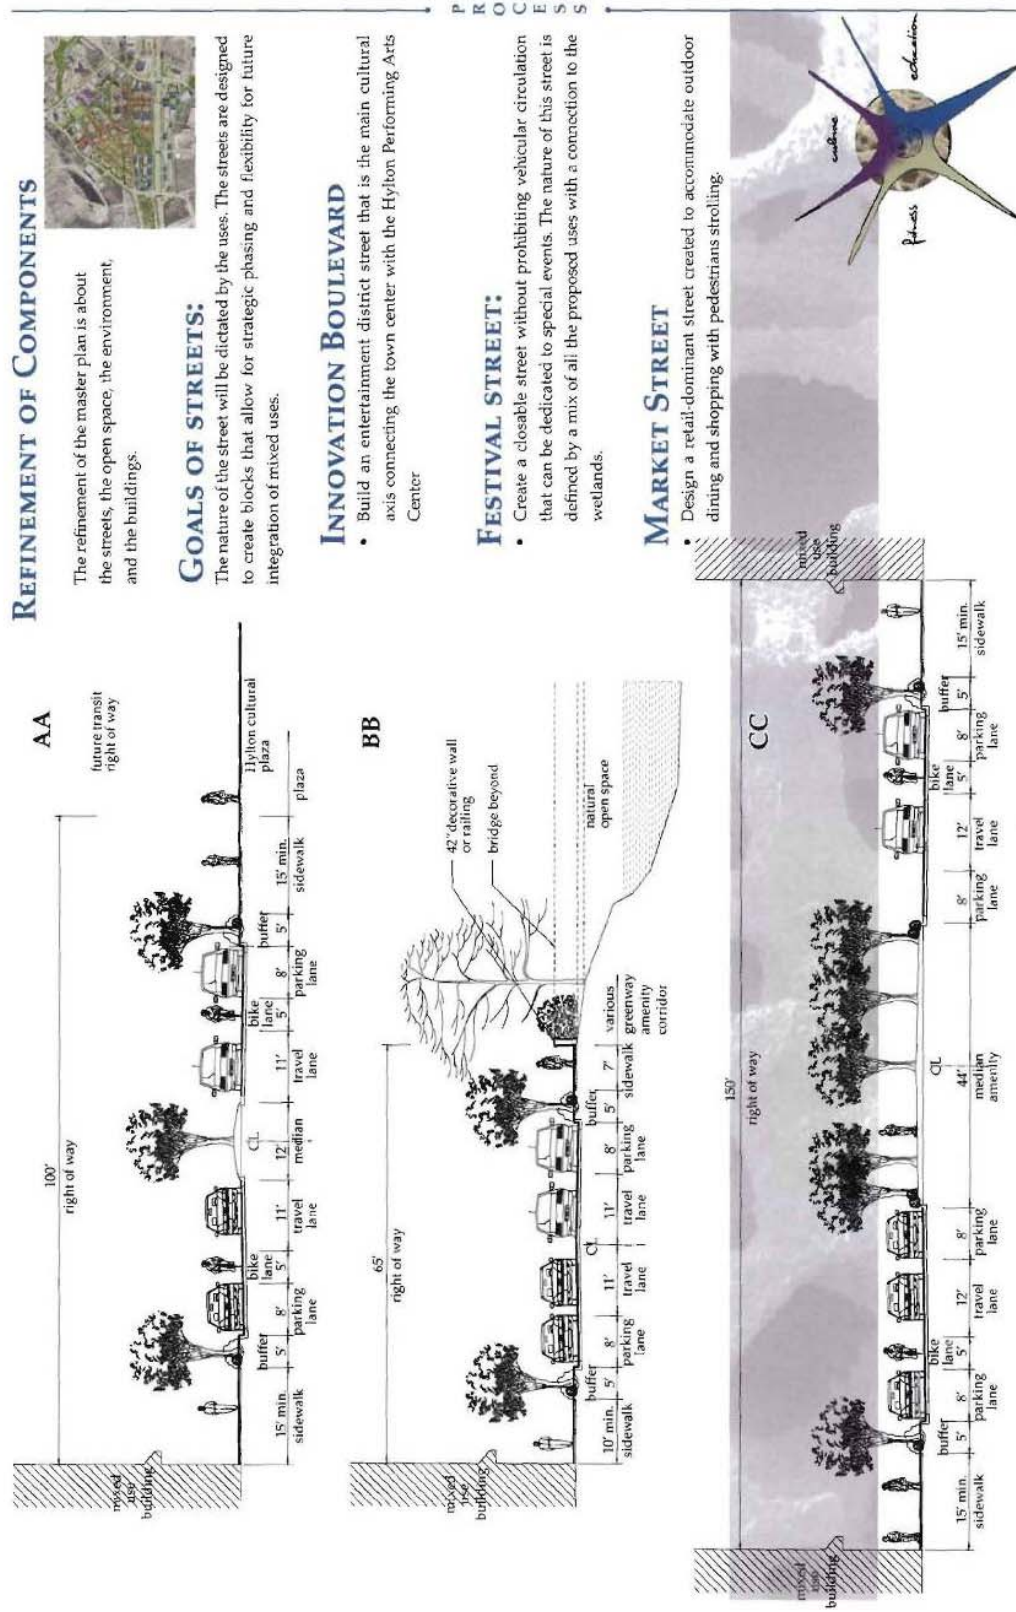 PROCESS
REFINEMENT OF COMPONENTS
The refinement of the master plan is about
the streets, the open space, the environment,
and the buildings.
GOALS OF STREETS:
The nature of the street will be dictated by the uses. The streets are designed
to create blocks that allow for strategic phasing and flexibility for future
integration of mixed uses.
INNOVATION BOULEVARD
• Build an entertainment district street that is the main cultural
axis connecting the town center with the Hylton Performing Arts
Center
FESTIVAL STREET:
• Create a closable street without prohibiting vehicular circulation
that can be dedicated to special events. The nature of this street is
defined by a mix of all the proposed uses with a connection to the
wetlands.
MARKET STREET
• Design a retail-dominant street created to accommodate outdoor
dining and shopping with pedestrians strolling.
fitness
culture
education
AA
100'
right of way
future transit
right of way
mixed
use
building
Hylton cultural
plaza
15' min.
sidewalk
buffer
5'
8'
parking
lane
bike
lane
5'
11'
travel
lane
CL
12'
median
11'
travel
lane
bike
lane
5'
8'
parking
lane
buffer
5'
15' min.
sidewalk
plaza
BB
65'
right of way
42" decorative wall
or railing
bridge beyond
natural
open space
mixed
use
building
10' min.
sidewalk
buffer
5'
8'
parking
lane
11'
travel
lane
CL
11'
travel
lane
8'
parking
lane
buffer
5'
7'
sidewalk
various
greenway
amenity
corridor
CC
150'
right of way
mixed
use
building
15' min.
sidewalk
buffer
5'
8'
parking
lane
bike
lane
5'
12'
travel
lane
8'
parking
lane
CL
44'
median
amenity
8'
parking
lane
12'
travel
lane
bike
lane
5'
8'
parking
lane
buffer
5'
15' min.
sidewalk
mixed
use
building